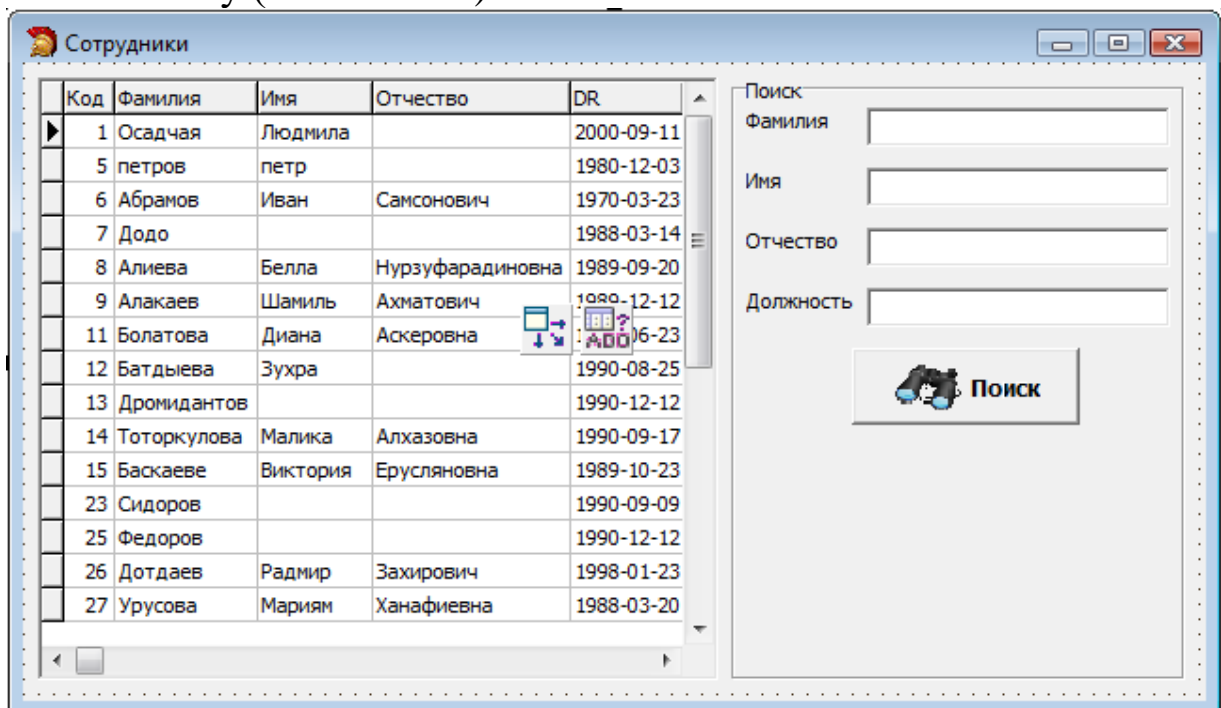 Сотрудники
Код Фамилия Имя Отчество DR
1 Осадчая Людмила 2000-09-11
5 петров петр 1980-12-03
6 Абрамов Иван Самсонович 1970-03-23
7 Додо 1988-03-14
8 Алиева Белла Нурзуфарадиновна 1989-09-20
9 Алакаев Шамиль Ахматович 1989-12-12
11 Болатова Диана Аскеровна 06-23
12 Батдыева Зухра 1990-08-25
13 Дромидантов 1990-12-12
14 Тоторкулова Малика Алхазовна 1990-09-17
15 Баскаеве Виктория Ерусляновна 1989-10-23
23 Сидоров 1990-09-09
25 Федоров 1990-12-12
26 Дотдаев Радмир Захирович 1998-01-23
27 Урусова Мариям Ханафиевна 1988-03-20
Поиск
Фамилия
Имя
Отчество
Должность
Поиск